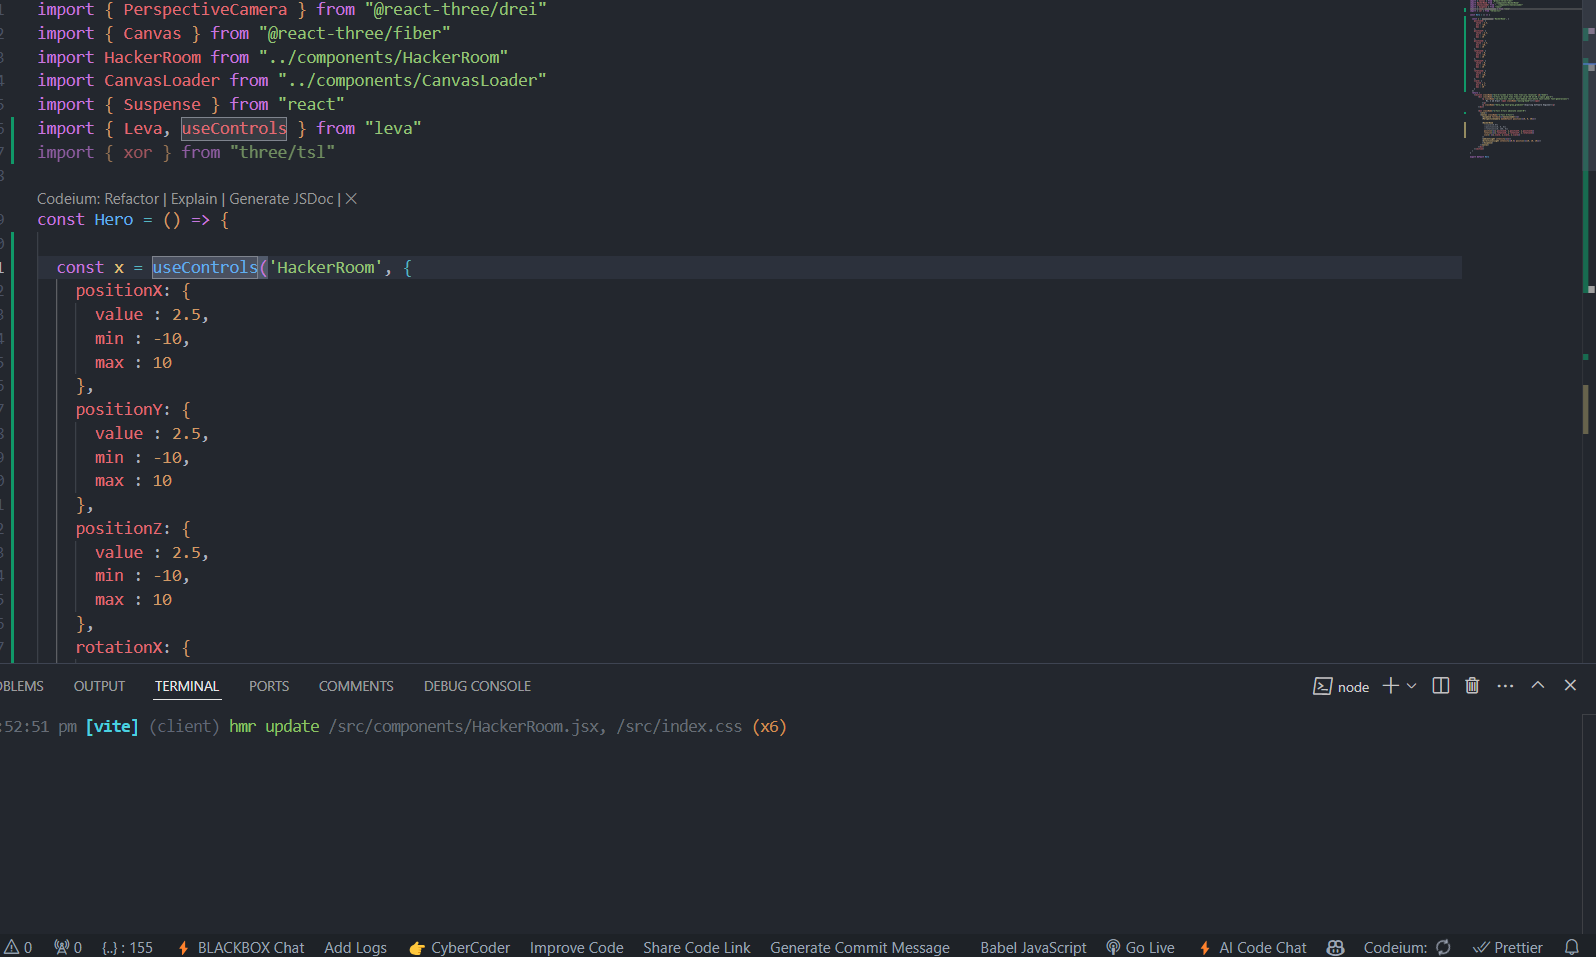 import { PerspectiveCamera } from "@react-three/drei"
import { Canvas } from "@react-three/fiber"
import HackerRoom from "../components/HackerRoom"
import CanvasLoader from "../components/CanvasLoader"
import { Suspense } from "react"
import { Leva, useControls } from "leva"
import { xor } from "three/tsl"
Codeium: Refactor | Explain | Generate JSDoc | ×
const Hero = () => {
const x = useControls('HackerRoom', {
positionX: {
value : 2.5,
min : -10,
max : 10
},
positionY: {
value : 2.5,
min : -10,
max : 10
},
positionZ: {
value : 2.5,
min : -10,
max : 10
},
rotationX: {
OBLEMS OUTPUT TERMINAL PORTS COMMENTS DEBUG CONSOLE node
:52:51 pm [vite] (client) hmr update /src/components/HackerRoom.jsx, /src/index.css (x6)
0 0 {..} : 155 BLACKBOX Chat Add Logs 👉 CyberCoder Improve Code Share Code Link Generate Commit Message Babel JavaScript Go Live AI Code Chat Codeium: Prettier